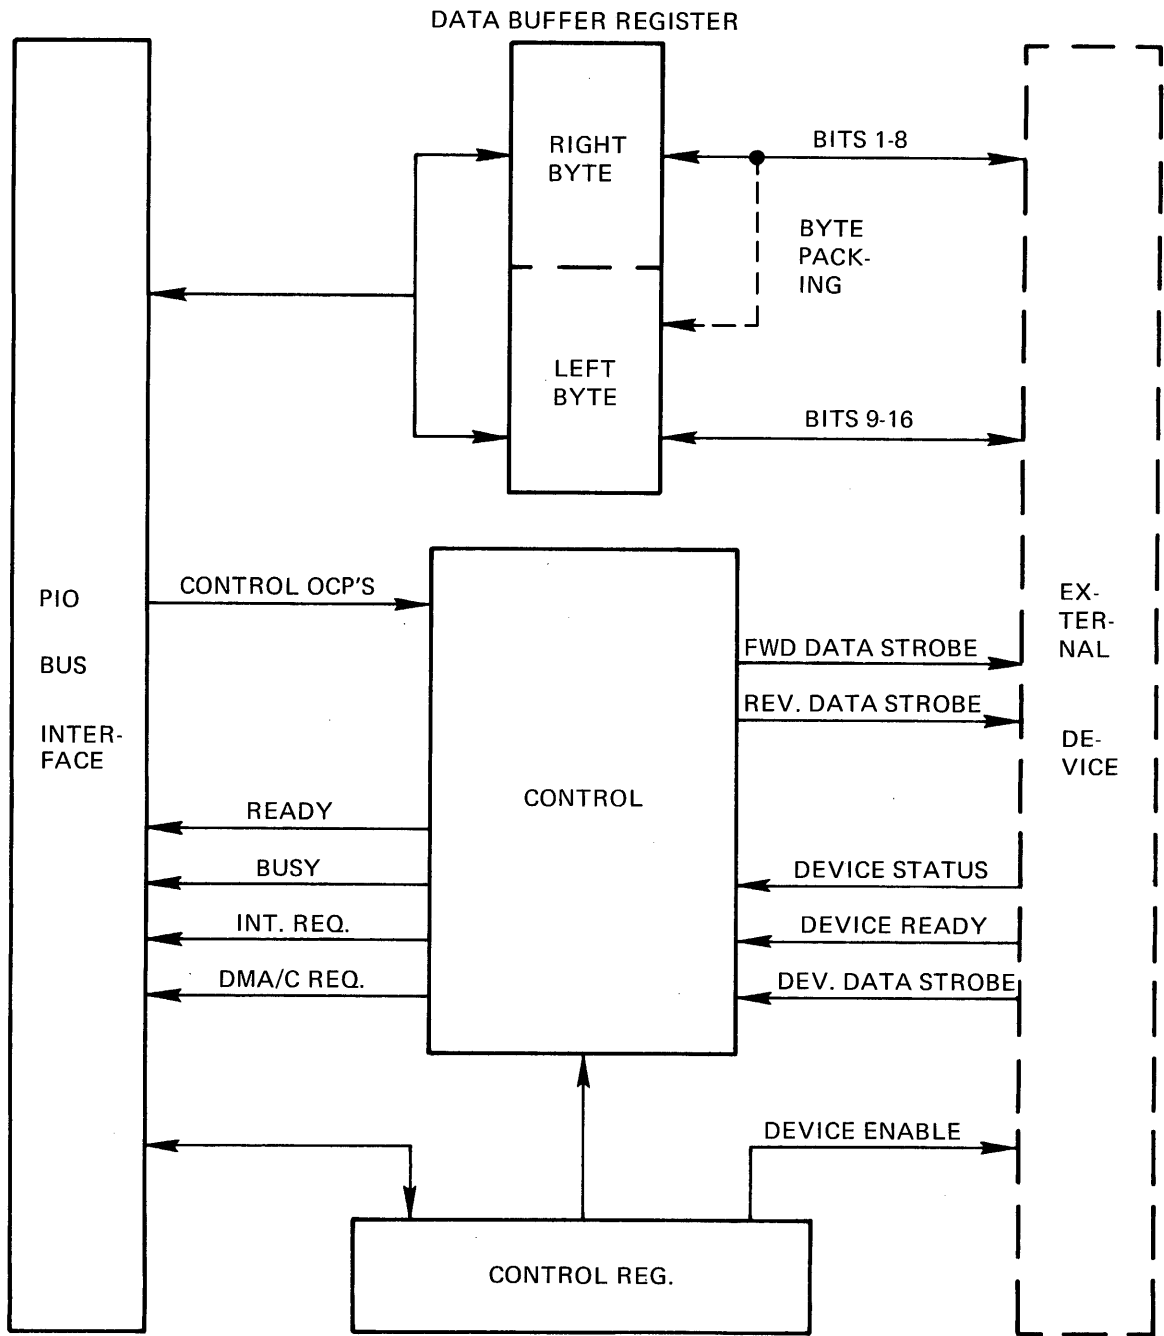 DATA BUFFER REGISTER
RIGHT
BYTE
BITS 1-8
BYTE
PACK-
ING
LEFT
BYTE
BITS 9-16
PIO
BUS
INTER-
FACE
CONTROL OCP'S
CONTROL
FWD DATA STROBE
REV. DATA STROBE
EX-
TER-
NAL
DE-
VICE
READY
BUSY
INT. REQ.
DMA/C REQ.
DEVICE STATUS
DEVICE READY
DEV. DATA STROBE
DEVICE ENABLE
CONTROL REG.